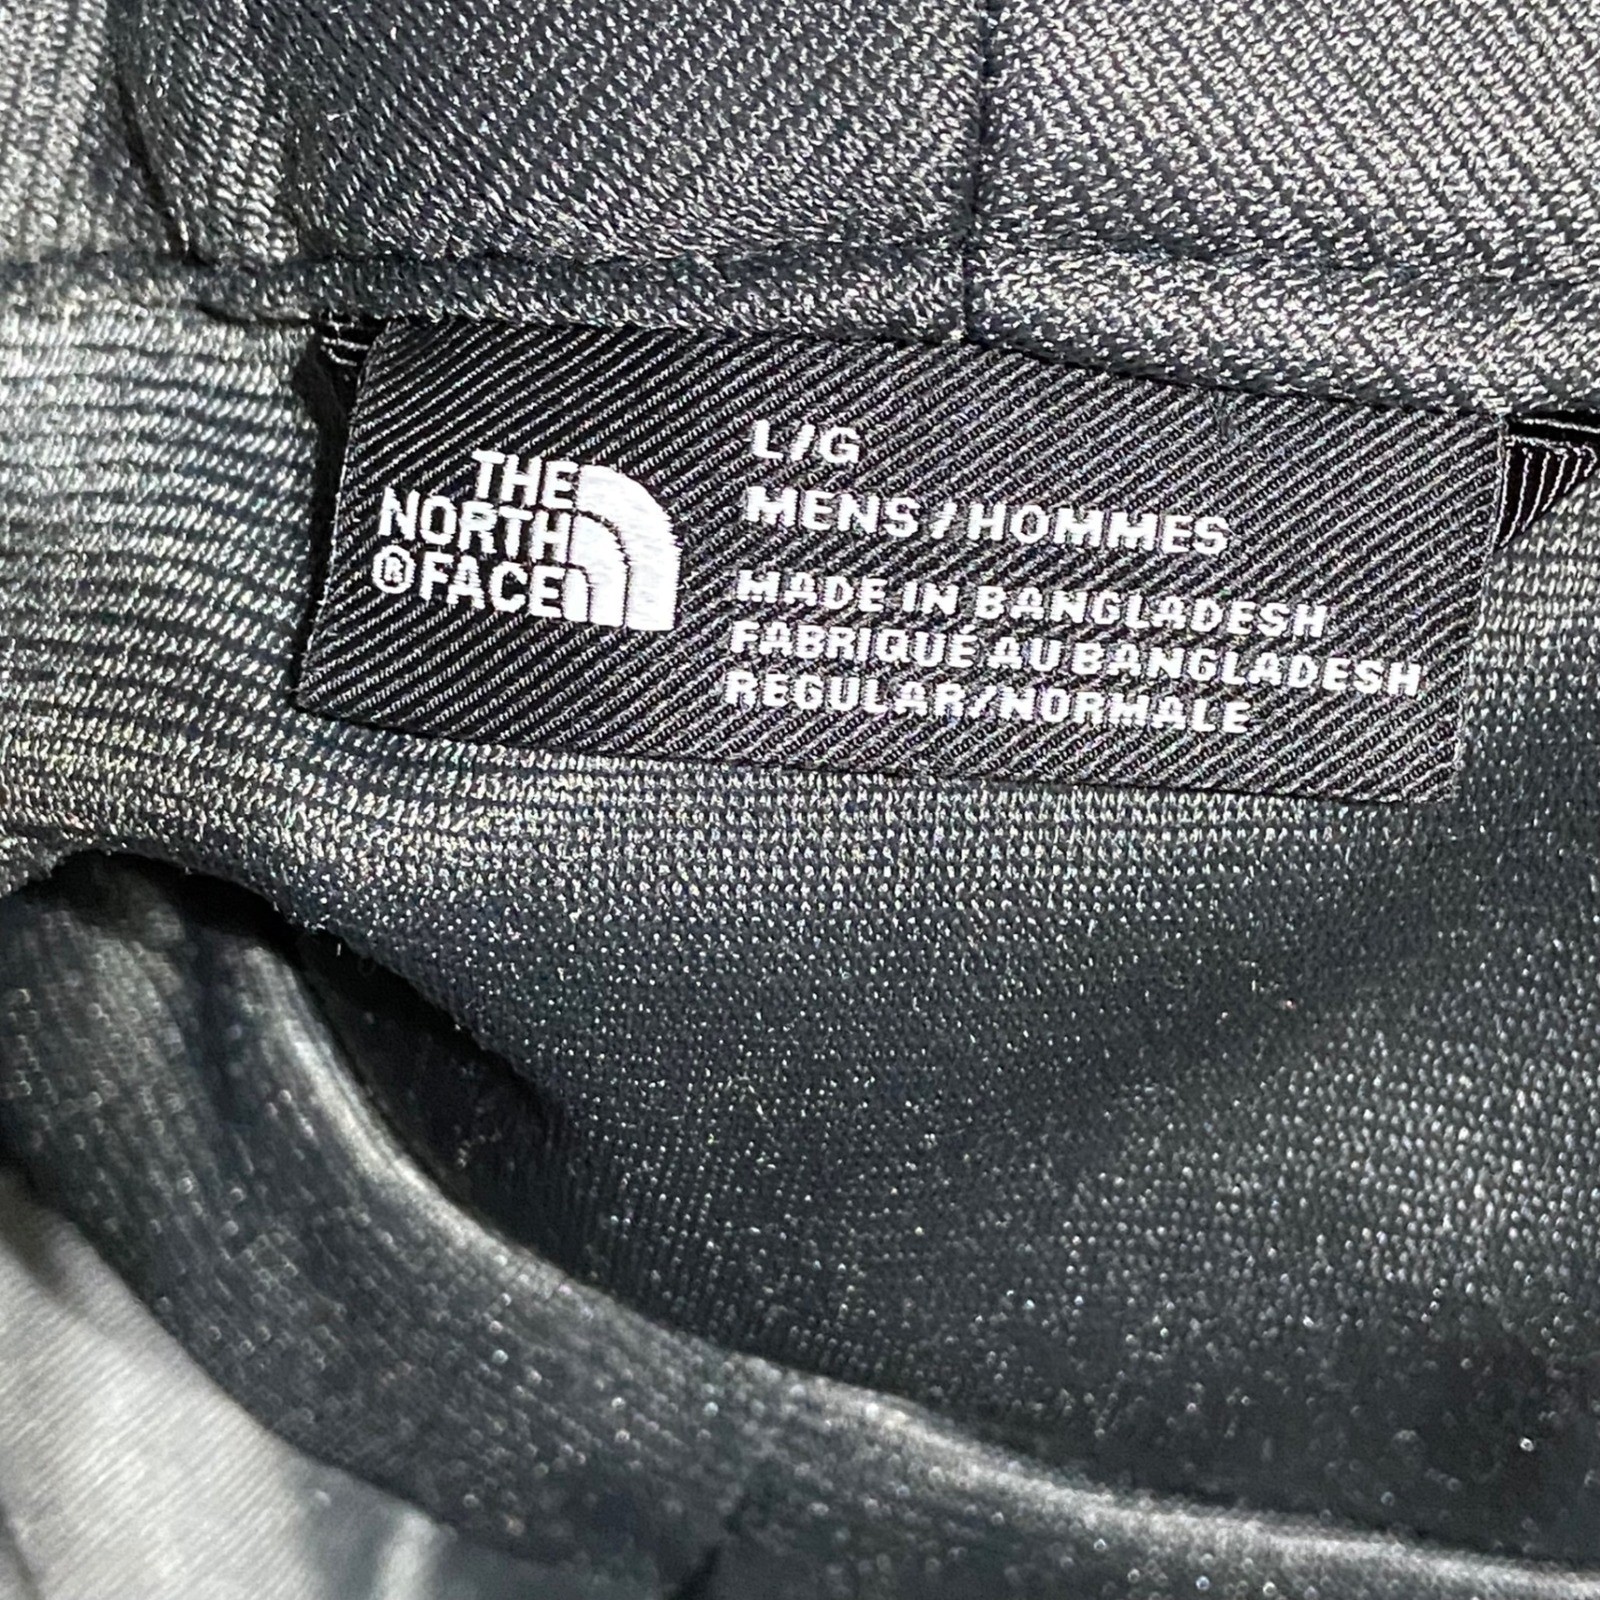 THE
NORTH
®FACE
L/G
MENS/HOMMES
MADE IN BANGLADESH
FABRIQUÉ AU BANGLADESH
REGULAR/NORMALE